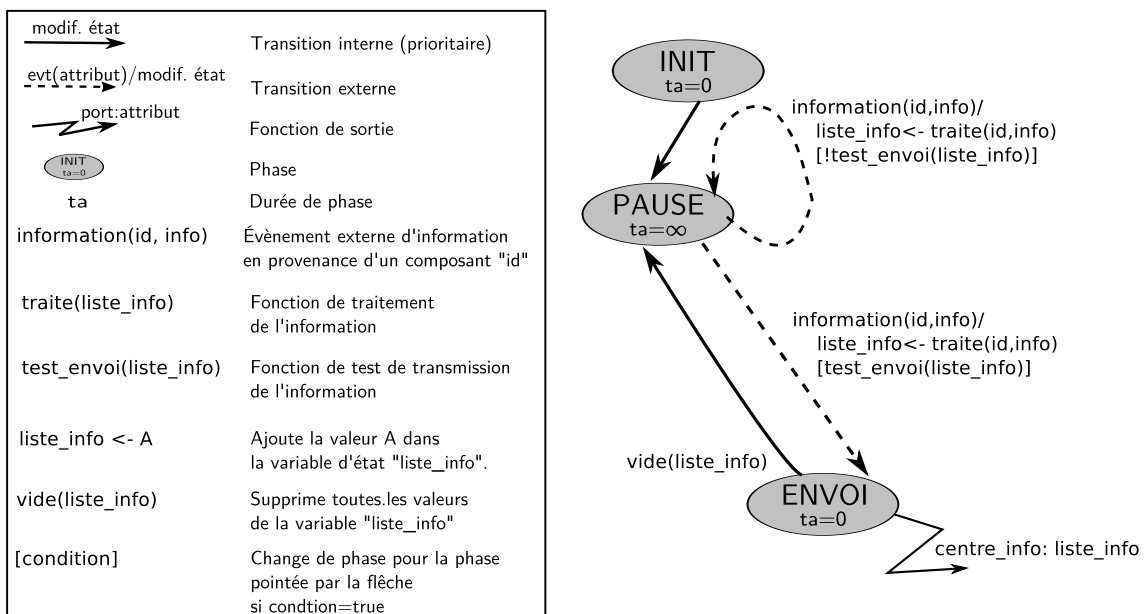 modif. état
Transition interne (prioritaire)
evt(attribut)/modif. état
Transition externe
port:attribut
Fonction de sortie
INIT
ta=0
Phase
ta
Durée de phase
information(id, info)
Évènement externe d'information
en provenance d'un composant "id"
traite(liste_info)
Fonction de traitement
de l'information
test_envoi(liste_info)
Fonction de test de transmission
de l'information
liste_info <- A
Ajoute la valeur A dans
la variable d'état "liste_info".
vide(liste_info)
Supprime toutes.les valeurs
de la variable "liste_info"
[condition]
Change de phase pour la phase
pointée par la flêche
si condtion=true
INIT
ta=0
information(id,info)/
liste_info<- traite(id,info)
[!test_envoi(liste_info)]
PAUSE
ta=∞
information(id,info)/
liste_info<- traite(id,info)
[test_envoi(liste_info)]
vide(liste_info)
ENVOI
ta=0
centre_info: liste_info